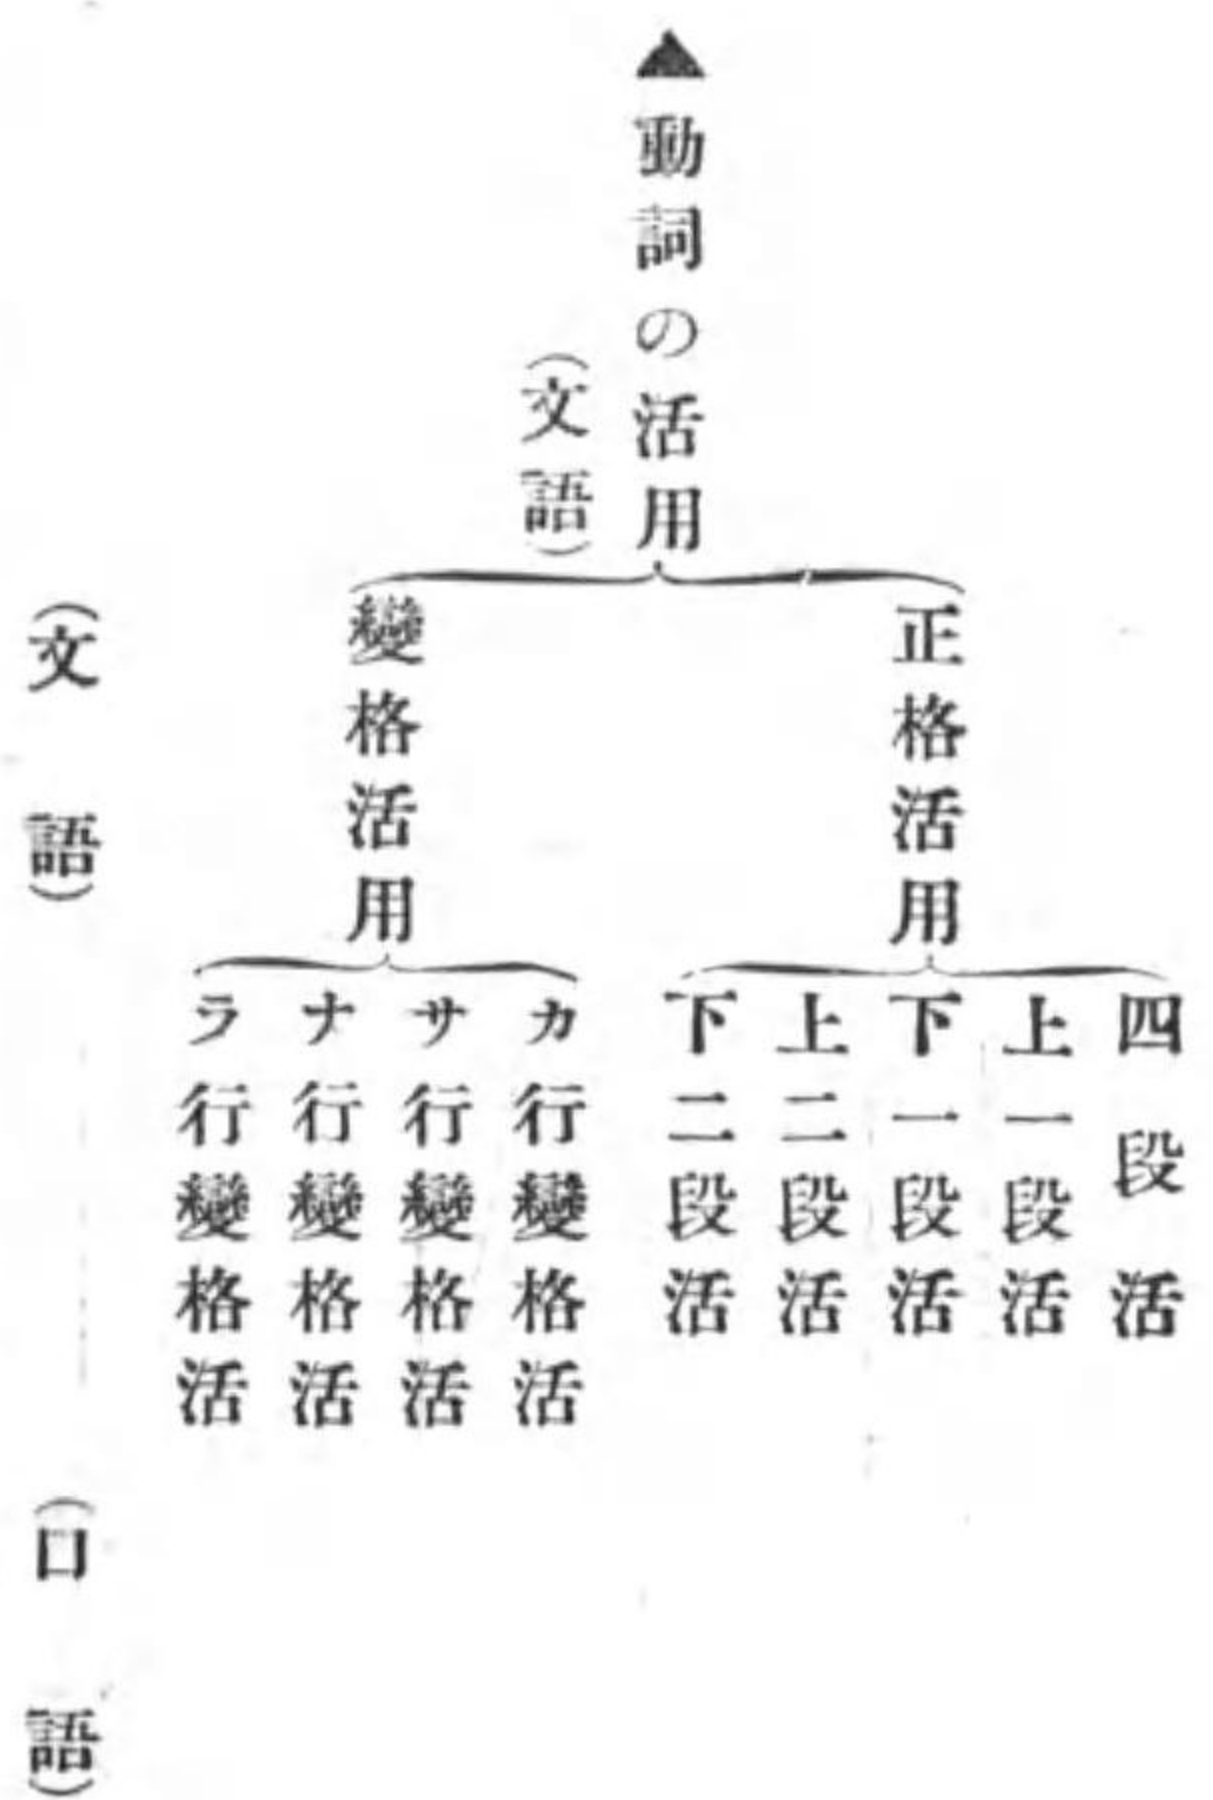 ▲動詞の活用
(文語)
正格活用
四段活
上一段活
下一段活
上二段活
下二段活
變格活用
カ行變格活
サ行變格活
ナ行變格活
ラ行變格活
(文語)
(口語)